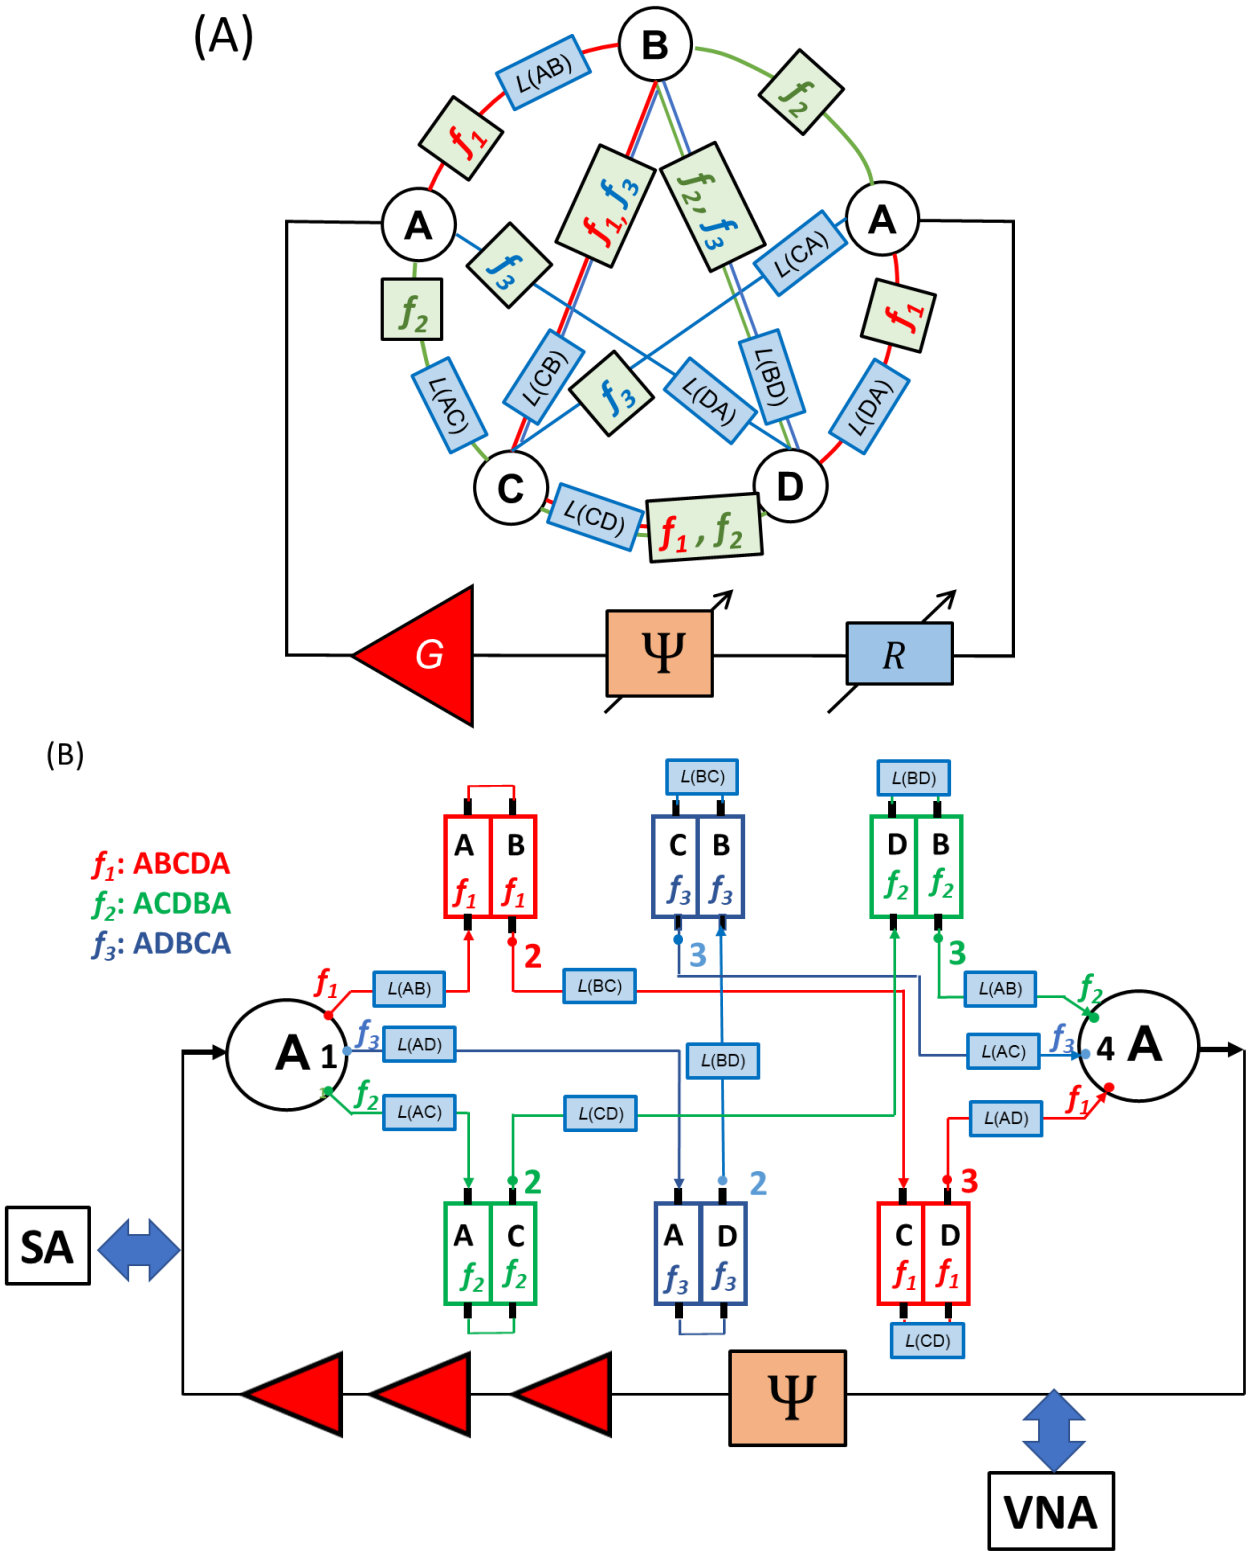 (A)
B
L(AB)
f2
f1
f1, f3
f2, f3
A
A
L(CA)
f3
f2
f1
L(CB)
L(BD)
L(AC)
f3
L(DA)
L(DA)
C
D
L(CD)
f1 , f2
G
Ψ
R
(B)
L(BC)
L(BD)
A B
C B
D B
f1 f1
f3 f3
f2 f2
f1: ABCDA
f2: ACDBA
f3: ADBCA
2
3
3
f1
L(AB)
L(BC)
L(AB)
f2
A 1
f3
L(AD)
L(BD)
L(AC)
f3
4 A
f2
L(AC)
L(CD)
L(AD)
f1
2
2
3
A C
A D
C D
f2 f2
f3 f3
f1 f1
SA
L(CD)
Ψ
VNA